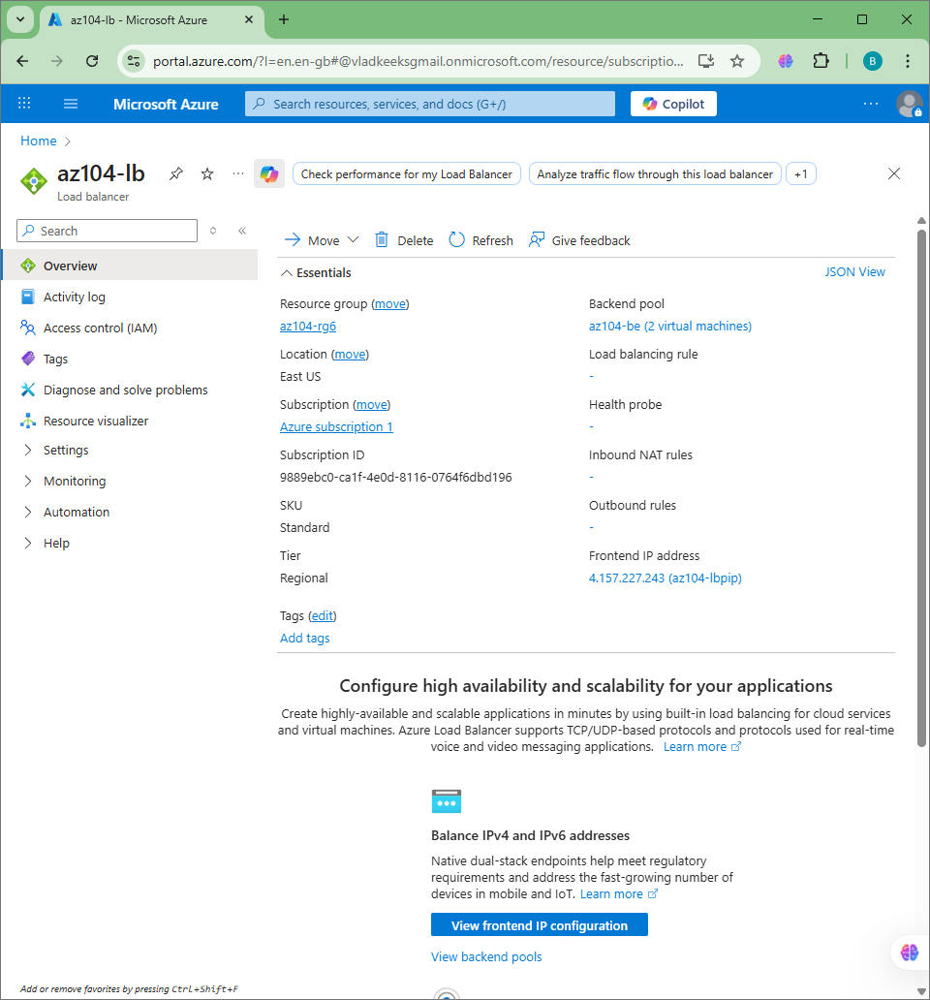 az104-lb - Microsoft Azure
portal.azure.com/?l=en.en-gb#@vladkeeksgmail.onmicrosoft.com/resource/subscriptio...
B
Microsoft Azure
Search resources, services, and docs (G+/)
Copilot
Home
az104-lb
Load balancer
Check performance for my Load Balancer
Analyze traffic flow through this load balancer
+1
Search
Overview
Activity log
Access control (IAM)
Tags
Diagnose and solve problems
Resource visualizer
Settings
Monitoring
Automation
Help
Move
Delete
Refresh
Give feedback
Essentials
JSON View
Resource group (move)
az104-rg6
Location (move)
East US
Subscription (move)
Azure subscription 1
Subscription ID
9889ebc0-ca1f-4e0d-8116-0764f6dbd196
SKU
Standard
Tier
Regional
Backend pool
az104-be (2 virtual machines)
Load balancing rule
-
Health probe
-
Inbound NAT rules
-
Outbound rules
-
Frontend IP address
4.157.227.243 (az104-lbpip)
Tags (edit)
Add tags
Configure high availability and scalability for your applications
Create highly-available and scalable applications in minutes by using built-in load balancing for cloud services
and virtual machines. Azure Load Balancer supports TCP/UDP-based protocols and protocols used for real-time
voice and video messaging applications. Learn more
Balance IPv4 and IPv6 addresses
Native dual-stack endpoints help meet regulatory
requirements and address the fast-growing number of
devices in mobile and IoT. Learn more
View frontend IP configuration
View backend pools
Add or remove favorites by pressing Ctrl+Shift+F